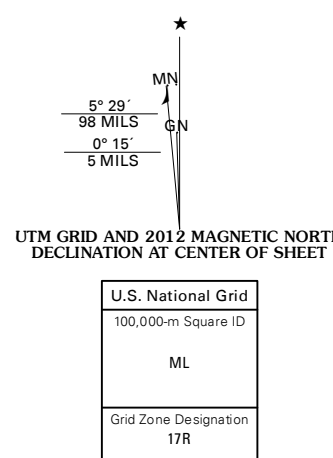 ★
MN
5° 29´
98 MILS
GN
0° 15´
5 MILS
UTM GRID AND 2012 MAGNETIC NORT
DECLINATION AT CENTER OF SHEET
U.S. National Grid
100,000-m Square ID
ML
Grid Zone Designation
17R